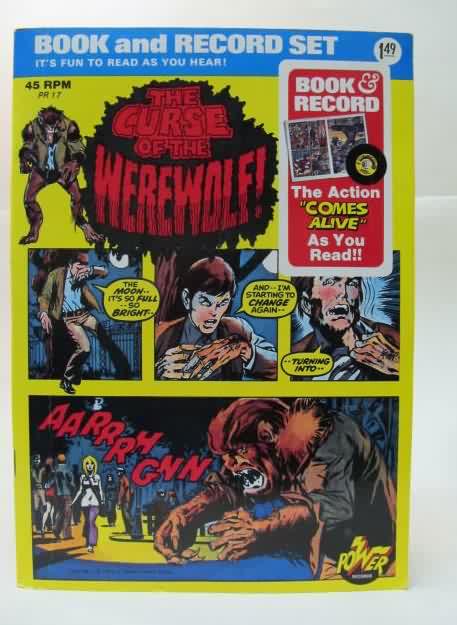 BOOK and RECORD SET
IT'S FUN TO READ AS YOU HEAR!
1 49
45 RPM
PR 17
THE
CURSE
OF THE
WEREWOLF!
BOOK &
RECORD
The Action
"COMES
ALIVE"
As You
Read!!
THE
MOON--
IT'S SO FULL
--SO
BRIGHT--
AND--I'M
STARTING TO
CHANGE
AGAIN--
--TURNING
INTO--
AARRRGH
GNN
POWER
RECORDS